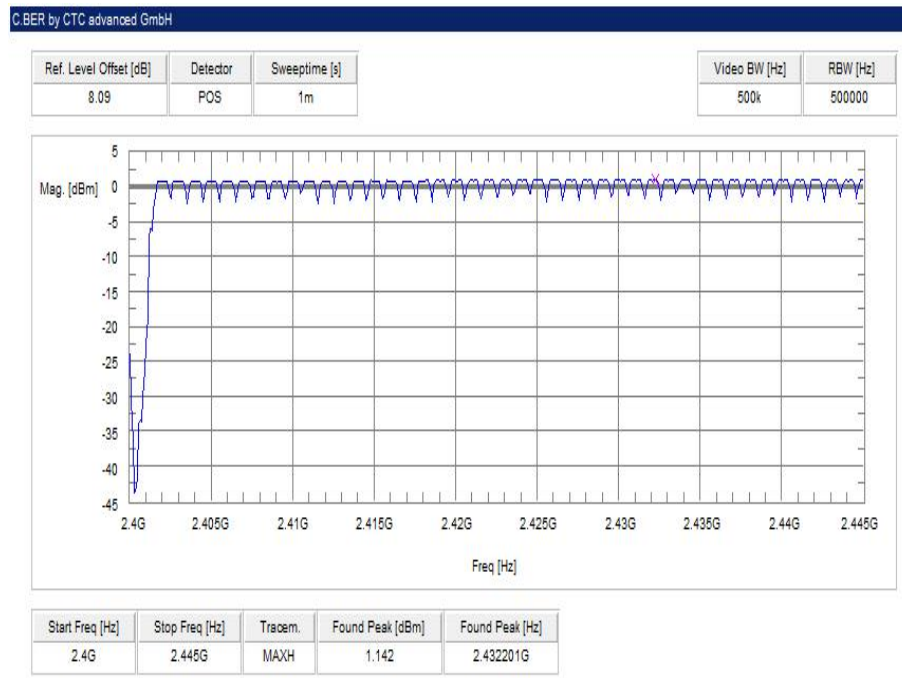 C.BER by CTC advanced GmbH
Ref. Level Offset [dB] Detector Sweeptime [s] Video BW [Hz] RBW [Hz]
8.09 POS 1m 500k 500000
5
Mag. [dBm] 0
-5
-10
-15
-20
-25
-30
-35
-40
-45
2.4G 2.405G 2.41G 2.415G 2.42G 2.425G 2.43G 2.435G 2.44G 2.445G
Freq [Hz]
Start Freq [Hz] Stop Freq [Hz] Tracem. Found Peak [dBm] Found Peak [Hz]
2.4G 2.445G MAXH 1.142 2.432201G